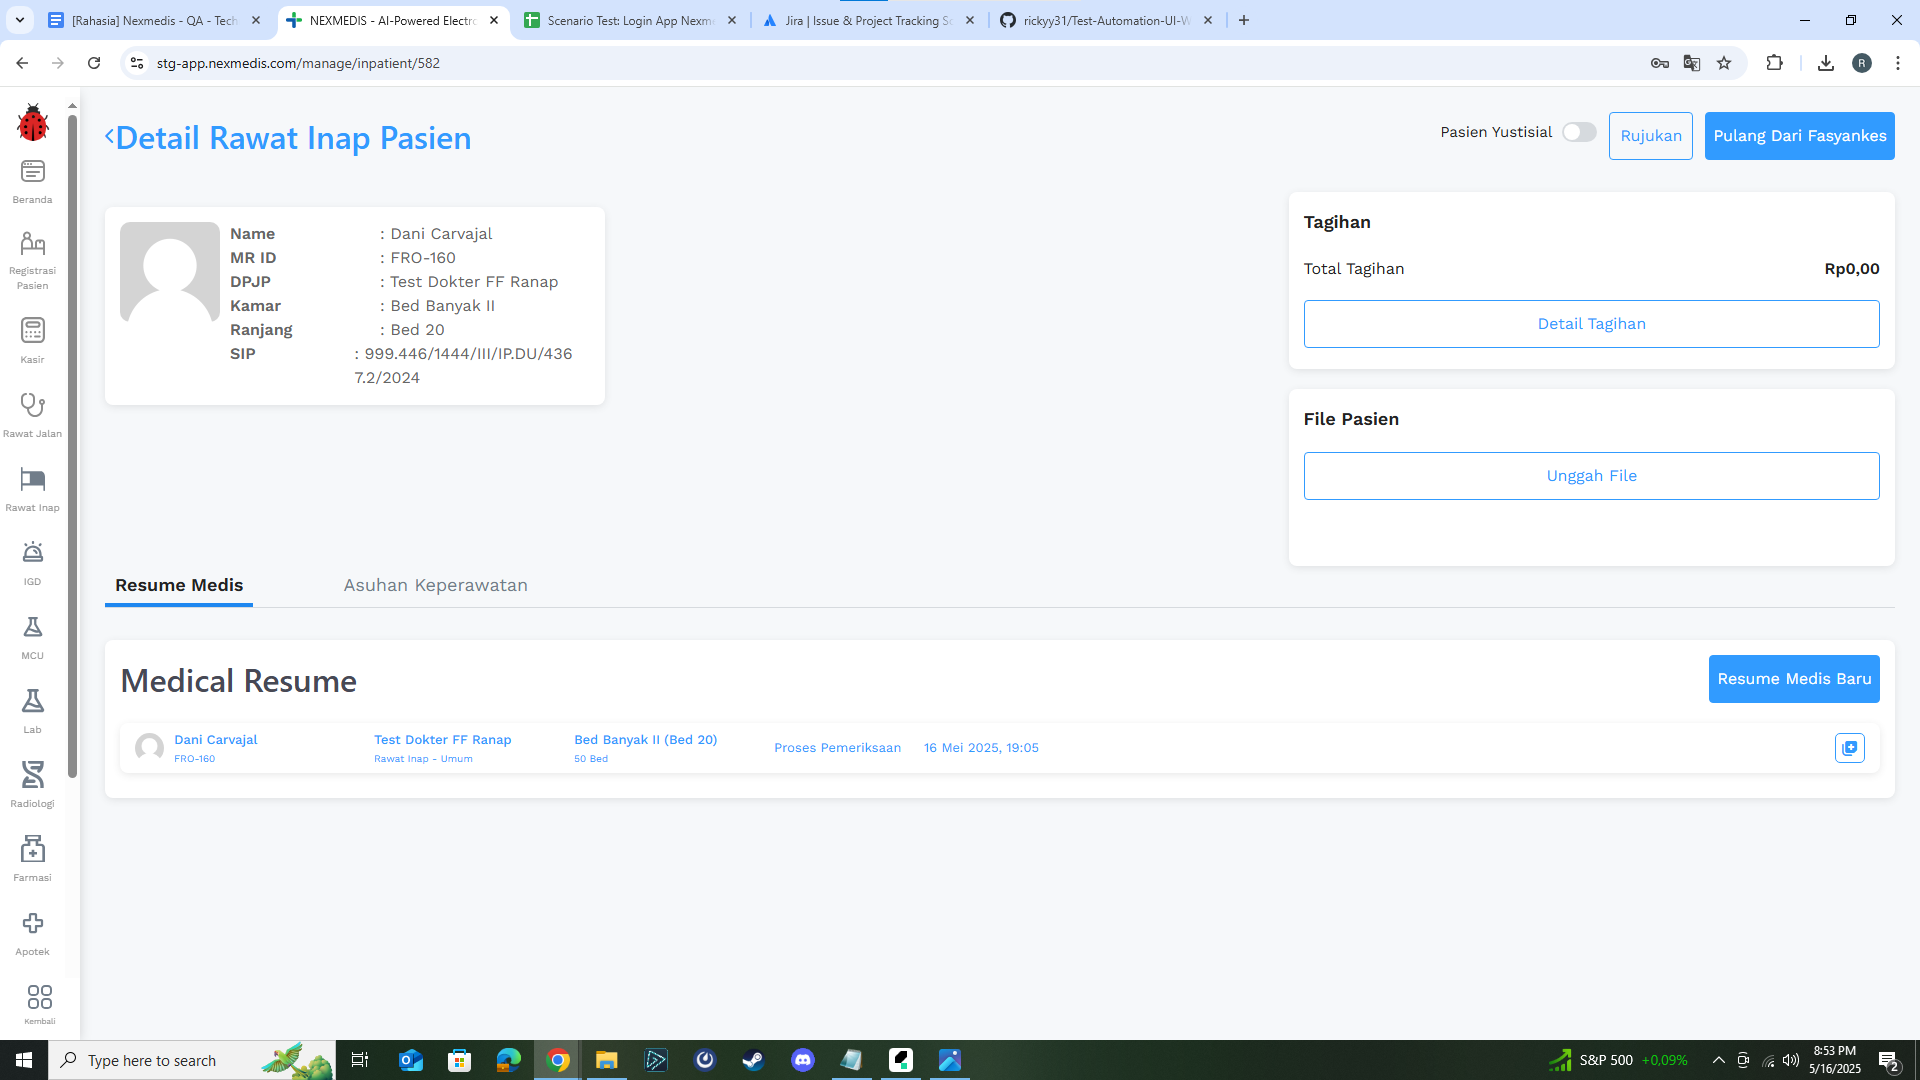 [Rahasia] Nexmedis - QA - Tech
NEXMEDIS - AI-Powered Electro
Scenario Test: Login App Nexme
Jira | Issue & Project Tracking So
rickyy31/Test-Automation-UI-W
stg-app.nexmedis.com/manage/inpatient/582
R
Beranda
Registrasi
Pasien
Kasir
Rawat Jalan
Rawat Inap
IGD
MCU
Lab
Radiologi
Farmasi
Apotek
Kembali
Detail Rawat Inap Pasien
Pasien Yustisial
Rujukan
Pulang Dari Fasyankes
Name : Dani Carvajal
MR ID : FRO-160
DPJP : Test Dokter FF Ranap
Kamar : Bed Banyak II
Ranjang : Bed 20
SIP : 999.446/1444/III/IP.DU/436
7.2/2024
Tagihan
Total Tagihan Rp0,00
Detail Tagihan
File Pasien
Unggah File
Resume Medis
Asuhan Keperawatan
Medical Resume
Resume Medis Baru
Dani Carvajal
FRO-160
Test Dokter FF Ranap
Rawat Inap - Umum
Bed Banyak II (Bed 20)
50 Bed
Proses Pemeriksaan
16 Mei 2025, 19:05
Type here to search
S&P 500 +0,09%
8:53 PM
5/16/2025
2